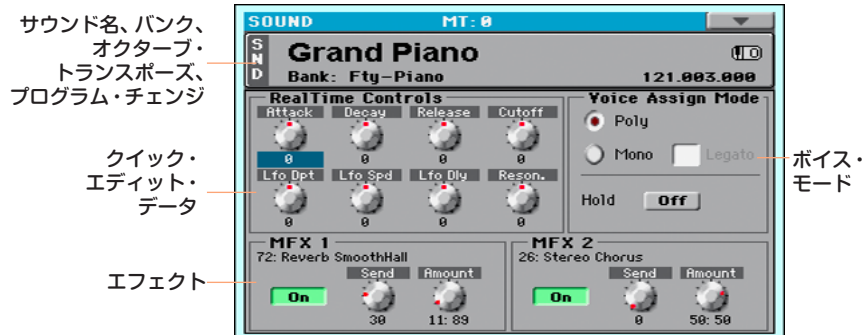 サウンド名、バンク、
オクターブ・
トランスポーズ、
プログラム・チェンジ
SOUND MT: 0
SND
Grand Piano
Bank: Fty-Piano 121.003.000
RealTime Controls
Attack Decay Release Cutoff
0 0 0 0
Lfo Dpt Lfo Spd Lfo Dly Reson.
0 0 0 0
Voice Assign Mode
Poly
Mono Legato
Hold Off
クイック・
エディット・
データ
ボイス・
モード
エフェクト
MFX 1
72: Reverb SmoothHall
Send Amount
On
30 11: 89
MFX 2
26: Stereo Chorus
Send Amount
On
0 50: 50